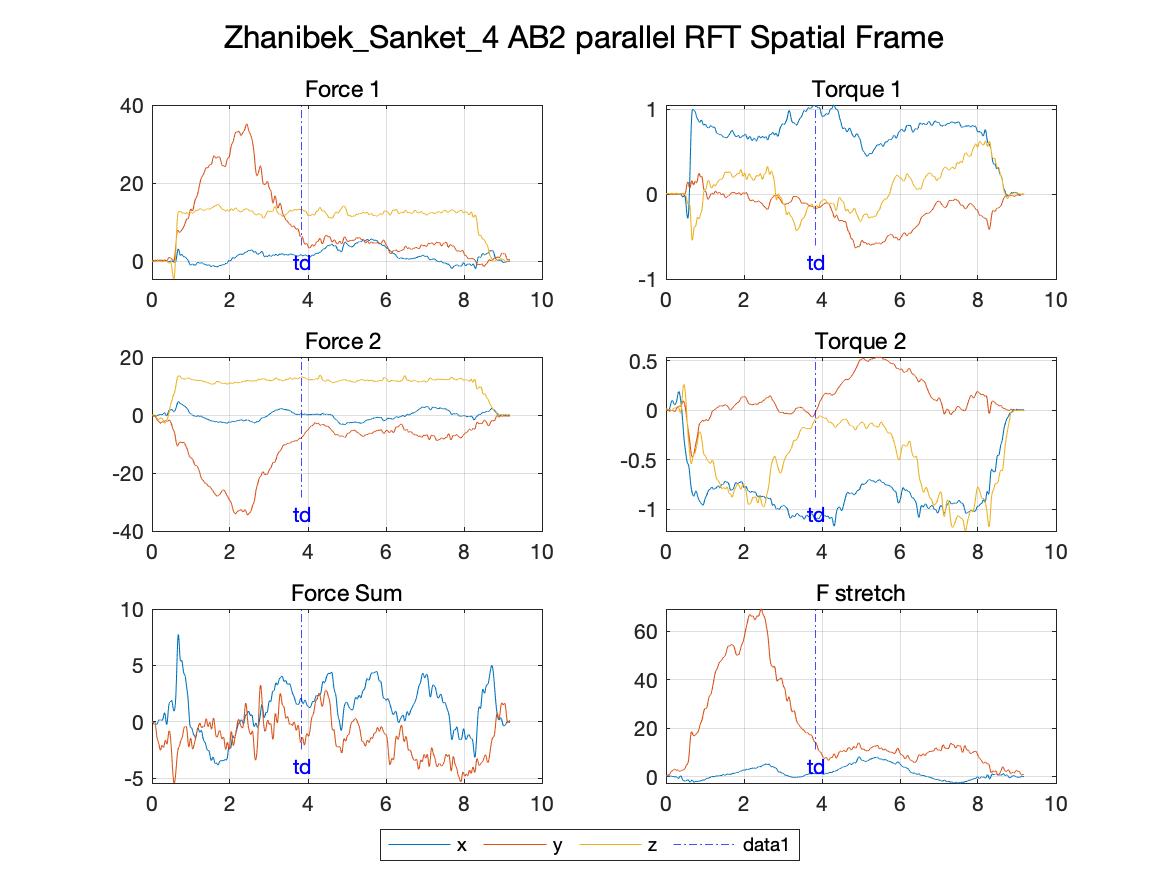 Zhanibek_Sanket_4 AB2 parallel RFT Spatial Frame
Force 1
40
20
0
0 2 4 6 8 10
td
Torque 1
1
0
-1
0 2 4 6 8 10
td
Force 2
20
0
-20
-40
0 2 4 6 8 10
td
Torque 2
0.5
0
-0.5
-1
0 2 4 6 8 10
td
Force Sum
10
5
0
-5
0 2 4 6 8 10
td
F stretch
60
40
20
0
0 2 4 6 8 10
td
x y z data1